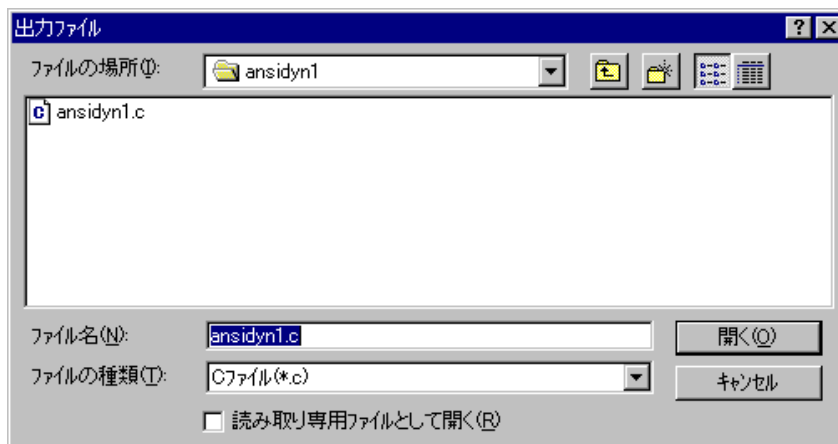 出力ファイル
ファイルの場所(I):
ansidyn1
ansidyn1.c
ファイル名(N):
ansidyn1.c
開く(O)
ファイルの種類(T):
Cファイル(*.c)
キャンセル
読み取り専用ファイルとして開く(R)